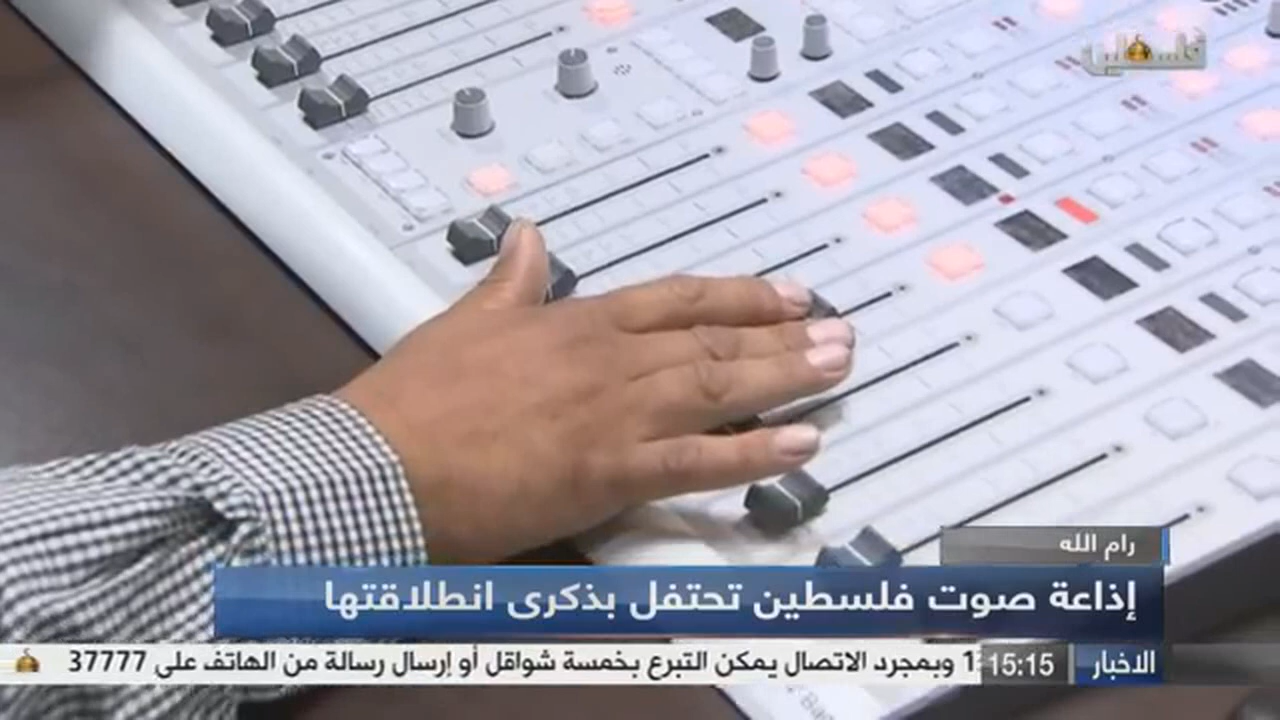 فلسطين
رام الله
إذاعة صوت فلسطين تحتفل بذكرى انطلاقتها
الاخبار 15:15 وبمجرد الاتصال يمكن التبرع بخمسة شواقل أو إرسال رسالة من الهاتف على 37777